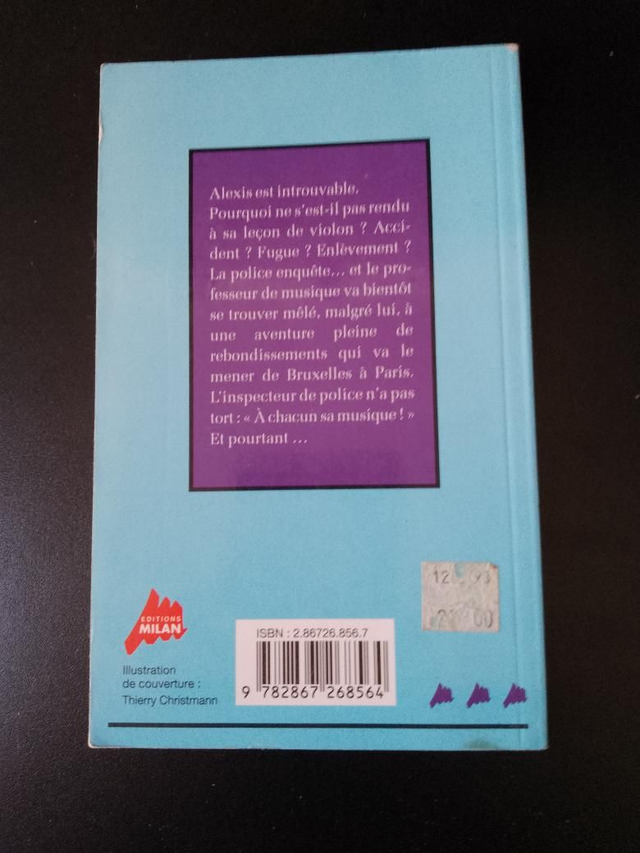 Alexis est introuvable.
Pourquoi ne s'est-il pas rendu
à sa leçon de violon ? Acci-
dent ? Fugue ? Enlèvement ?
La police enquête... et le pro-
fesseur de musique va bientôt
se trouver mêlé, malgré lui, à
une aventure pleine de
rebondissements qui va le
mener de Bruxelles à Paris.
L'inspecteur de police n'a pas
tort : « À chacun sa musique ! »
Et pourtant ...
EDITIONS
MILAN
Illustration
de couverture :
Thierry Christmann
ISBN : 2.86726.856.7
9 782867 268564
12 93
00